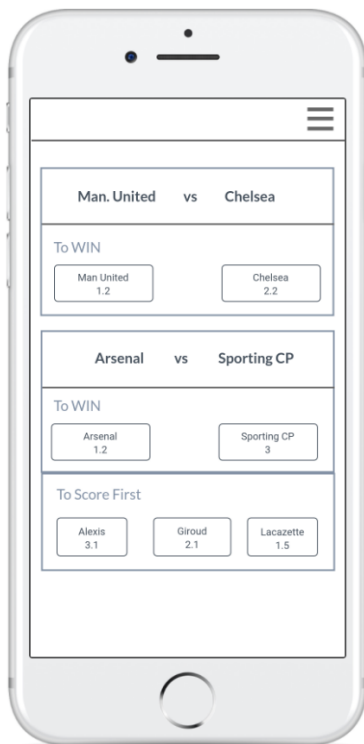 Man. United vs Chelsea
To WIN
Man United Chelsea
1.2 2.2
Arsenal vs Sporting CP
To WIN
Arsenal Sporting CP
1.2 3
To Score First
Alexis Giroud Lacazette
3.1 2.1 1.5